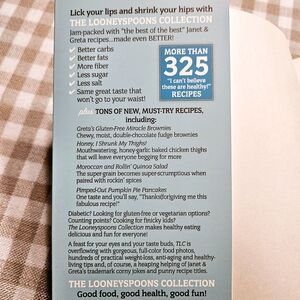 Lick your lips and shrink your hips with
THE LOONEYSPOONS COLLECTION
Jam-packed with "the best of the best" Janet &
Greta recipes...made even BETTER!
✓ Better carbs
✓ Better fats
✓ More fiber
✓ Less sugar
✓ Less salt
✓ Same great taste that
won't go to your waist!
MORE THAN
325
"I can't believe
these are healthy!"
RECIPES
plus TONS OF NEW, MUST-TRY RECIPES,
including:
Greta's Gluten-Free Miracle Brownies
Chewy, moist, double-chocolate fudge brownies
Honey, I Shrunk My Thighs!
Mouthwatering, honey-garlic baked chicken thighs
that will leave everyone begging for more
Moroccan and Rollin' Quinoa Salad
The super-grain becomes super-scrumptious when
paired with rockin' spices
Pimped-Out Pumpkin Pie Pancakes
One taste and you'll say, "Thanks(for)giving me this
fabulous recipe!"
Diabetic? Looking for gluten-free or vegetarian options?
Counting points? Cooking for finicky kids?
The Looneyspoons Collection makes healthy eating
delicious and fun for everyone!
A feast for your eyes and your taste buds, TLC is
overflowing with gorgeous, full-color food photos,
hundreds of practical weight-loss, anti-aging and healthy-
living tips and, of course, a heaping helping of Janet &
Greta's trademark corny jokes and punny recipe titles.
THE LOONEYSPOONS COLLECTION
Good food, good health, good fun!